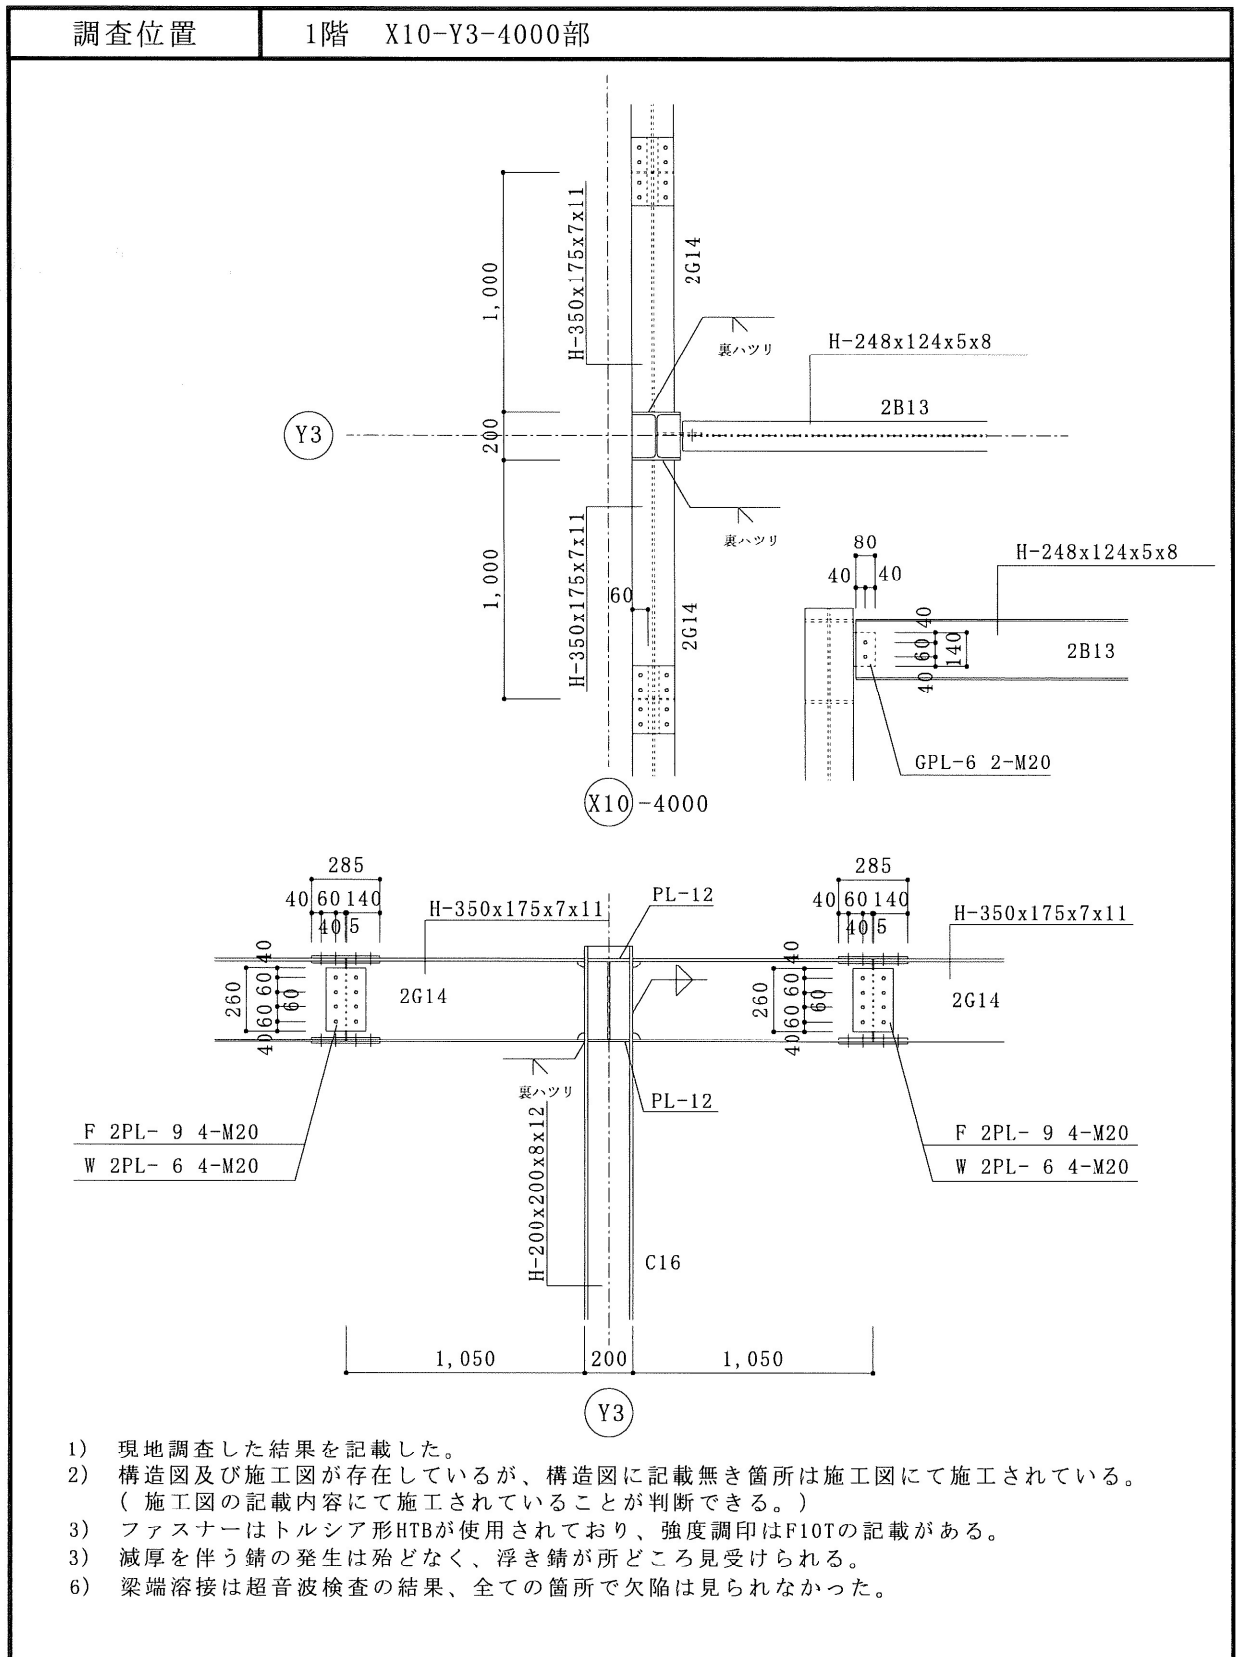 調査位置
1階 X10-Y3-4000部
H-350x175x7x11
2G14
1,000
裏ハツリ
H-248x124x5x8
2B13
Y3
200
裏ハツリ
H-350x175x7x11
1,000
60
2G14
80
40 40
H-248x124x5x8
40
60
140
40
2B13
GPL-6 2-M20
X10-4000
285
40 60 140
40 5
H-350x175x7x11
PL-12
285
40 60 140
40 5
H-350x175x7x11
40
260
60
60
60
40
2G14
40
260
60
60
60
40
2G14
裏ハツリ
PL-12
F 2PL- 9 4-M20
W 2PL- 6 4-M20
F 2PL- 9 4-M20
W 2PL- 6 4-M20
H-200x200x8x12
C16
1,050 200 1,050
Y3
1) 現地調査した結果を記載した。
2) 構造図及び施工図が存在しているが、構造図に記載無き箇所は施工図にて施工されている。
( 施工図の記載内容にて施工されていることが判断できる。)
3) ファスナーはトルシア形HTBが使用されており、強度調印はF10Tの記載がある。
3) 減厚を伴う錆の発生は殆どなく、浮き錆が所どころ見受けられる。
6) 梁端溶接は超音波検査の結果、全ての箇所で欠陥は見られなかった。